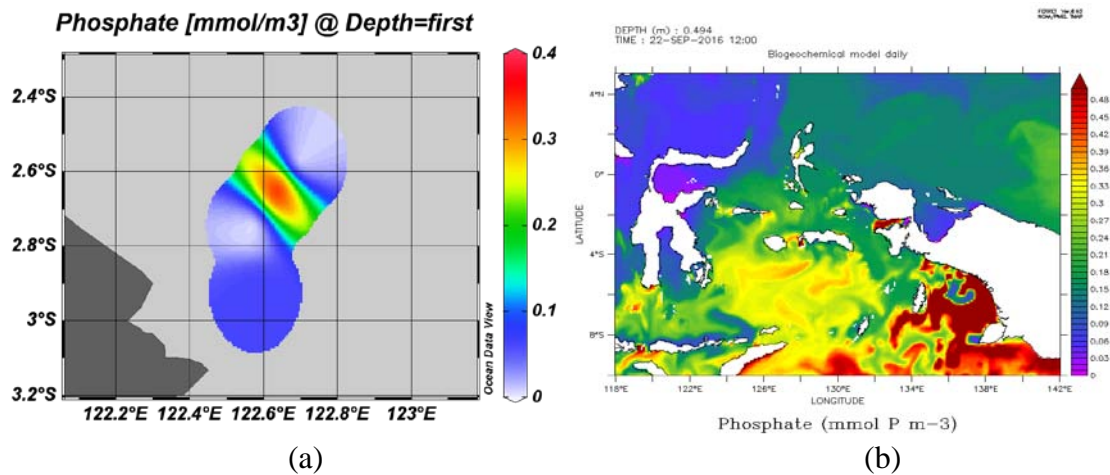 Phosphate [mmol/m3] @ Depth=first
2.4°S
2.6°S
2.8°S
3°S
3.2°S
122.2°E 122.4°E 122.6°E 122.8°E 123°E
0.4
0.3
0.2
0.1
0
Ocean Data View
(a)
DEPTH (m) : 0.494
TIME : 22-SEP-2016 12:00
Biogeochemical model daily
LATITUDE
4°N
0°
4°S
8°S
118°E 122°E 126°E 130°E 134°E 138°E 142°E
LONGITUDE
0.48
0.45
0.42
0.39
0.36
0.33
0.30
0.27
0.24
0.21
0.18
0.15
0.12
0.09
0.06
0.03
0
Phosphate (mmol P m-3)
(b)